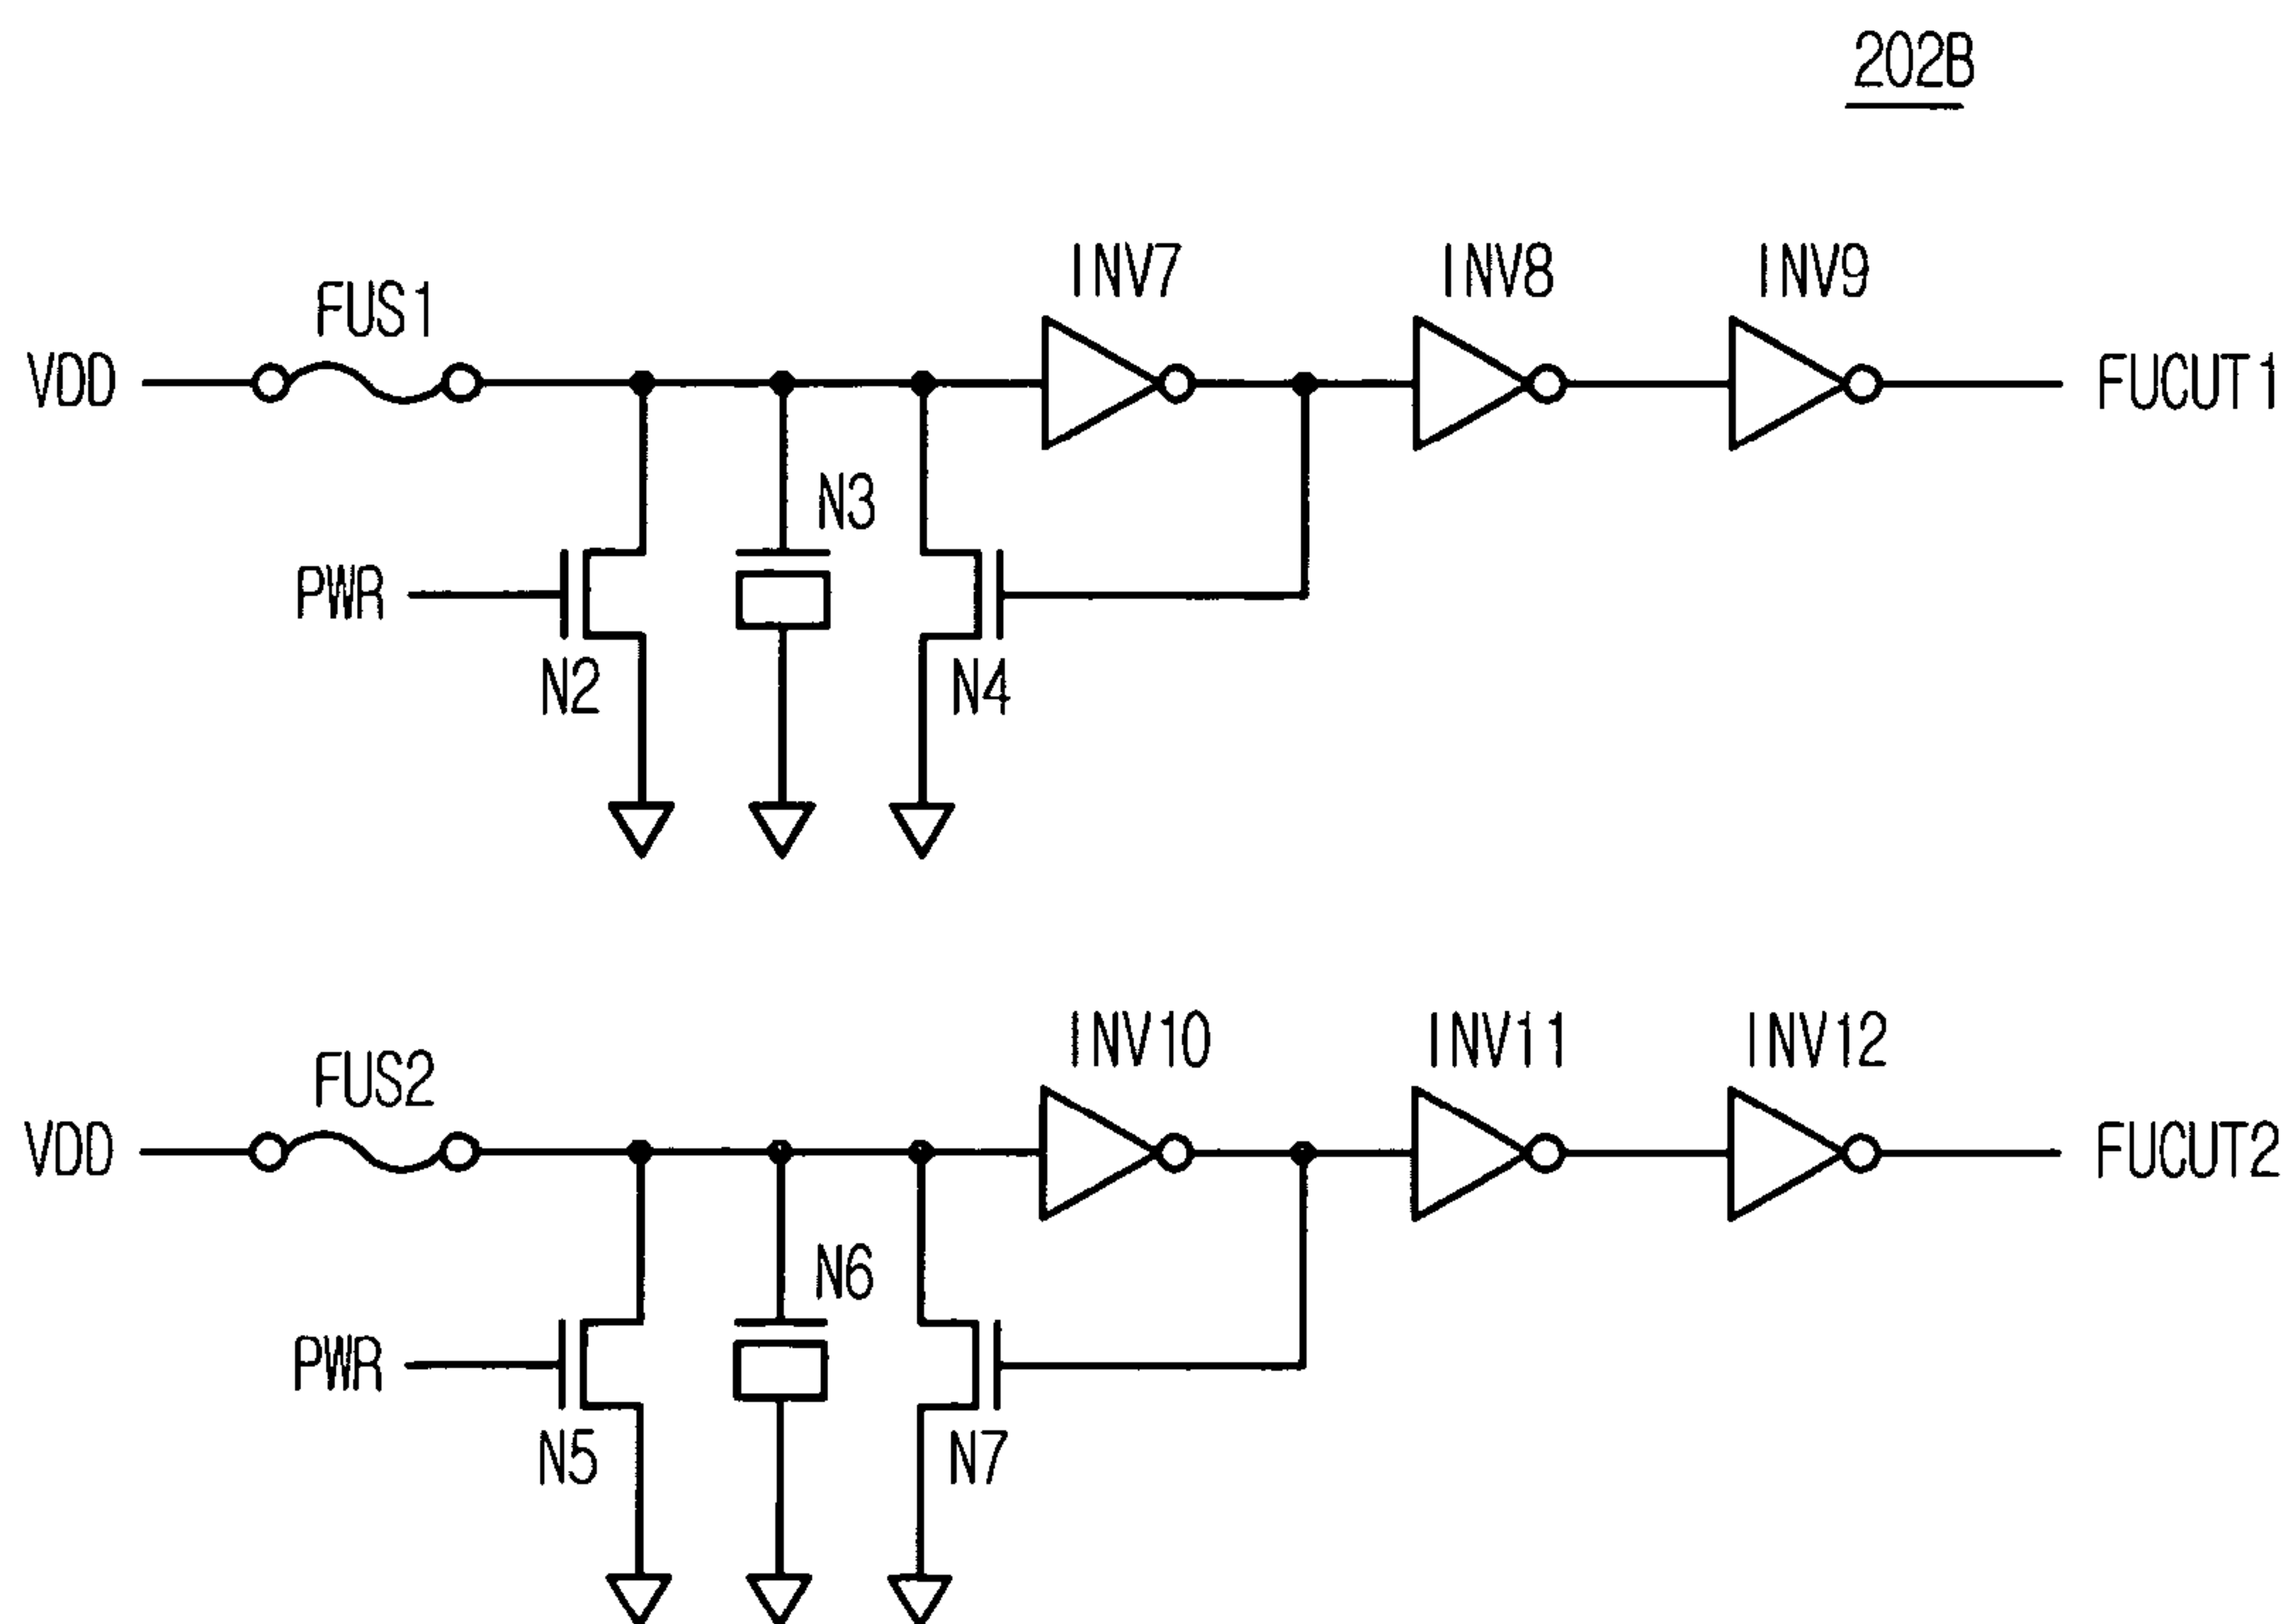 202B
INV7 INV8 INV9
FUS1
VDD FUCUT1
N3
PWR
N2 N4
INV10 INV11 INV12
FUS2
VDD FUCUT2
N6
PWR
N5 N7